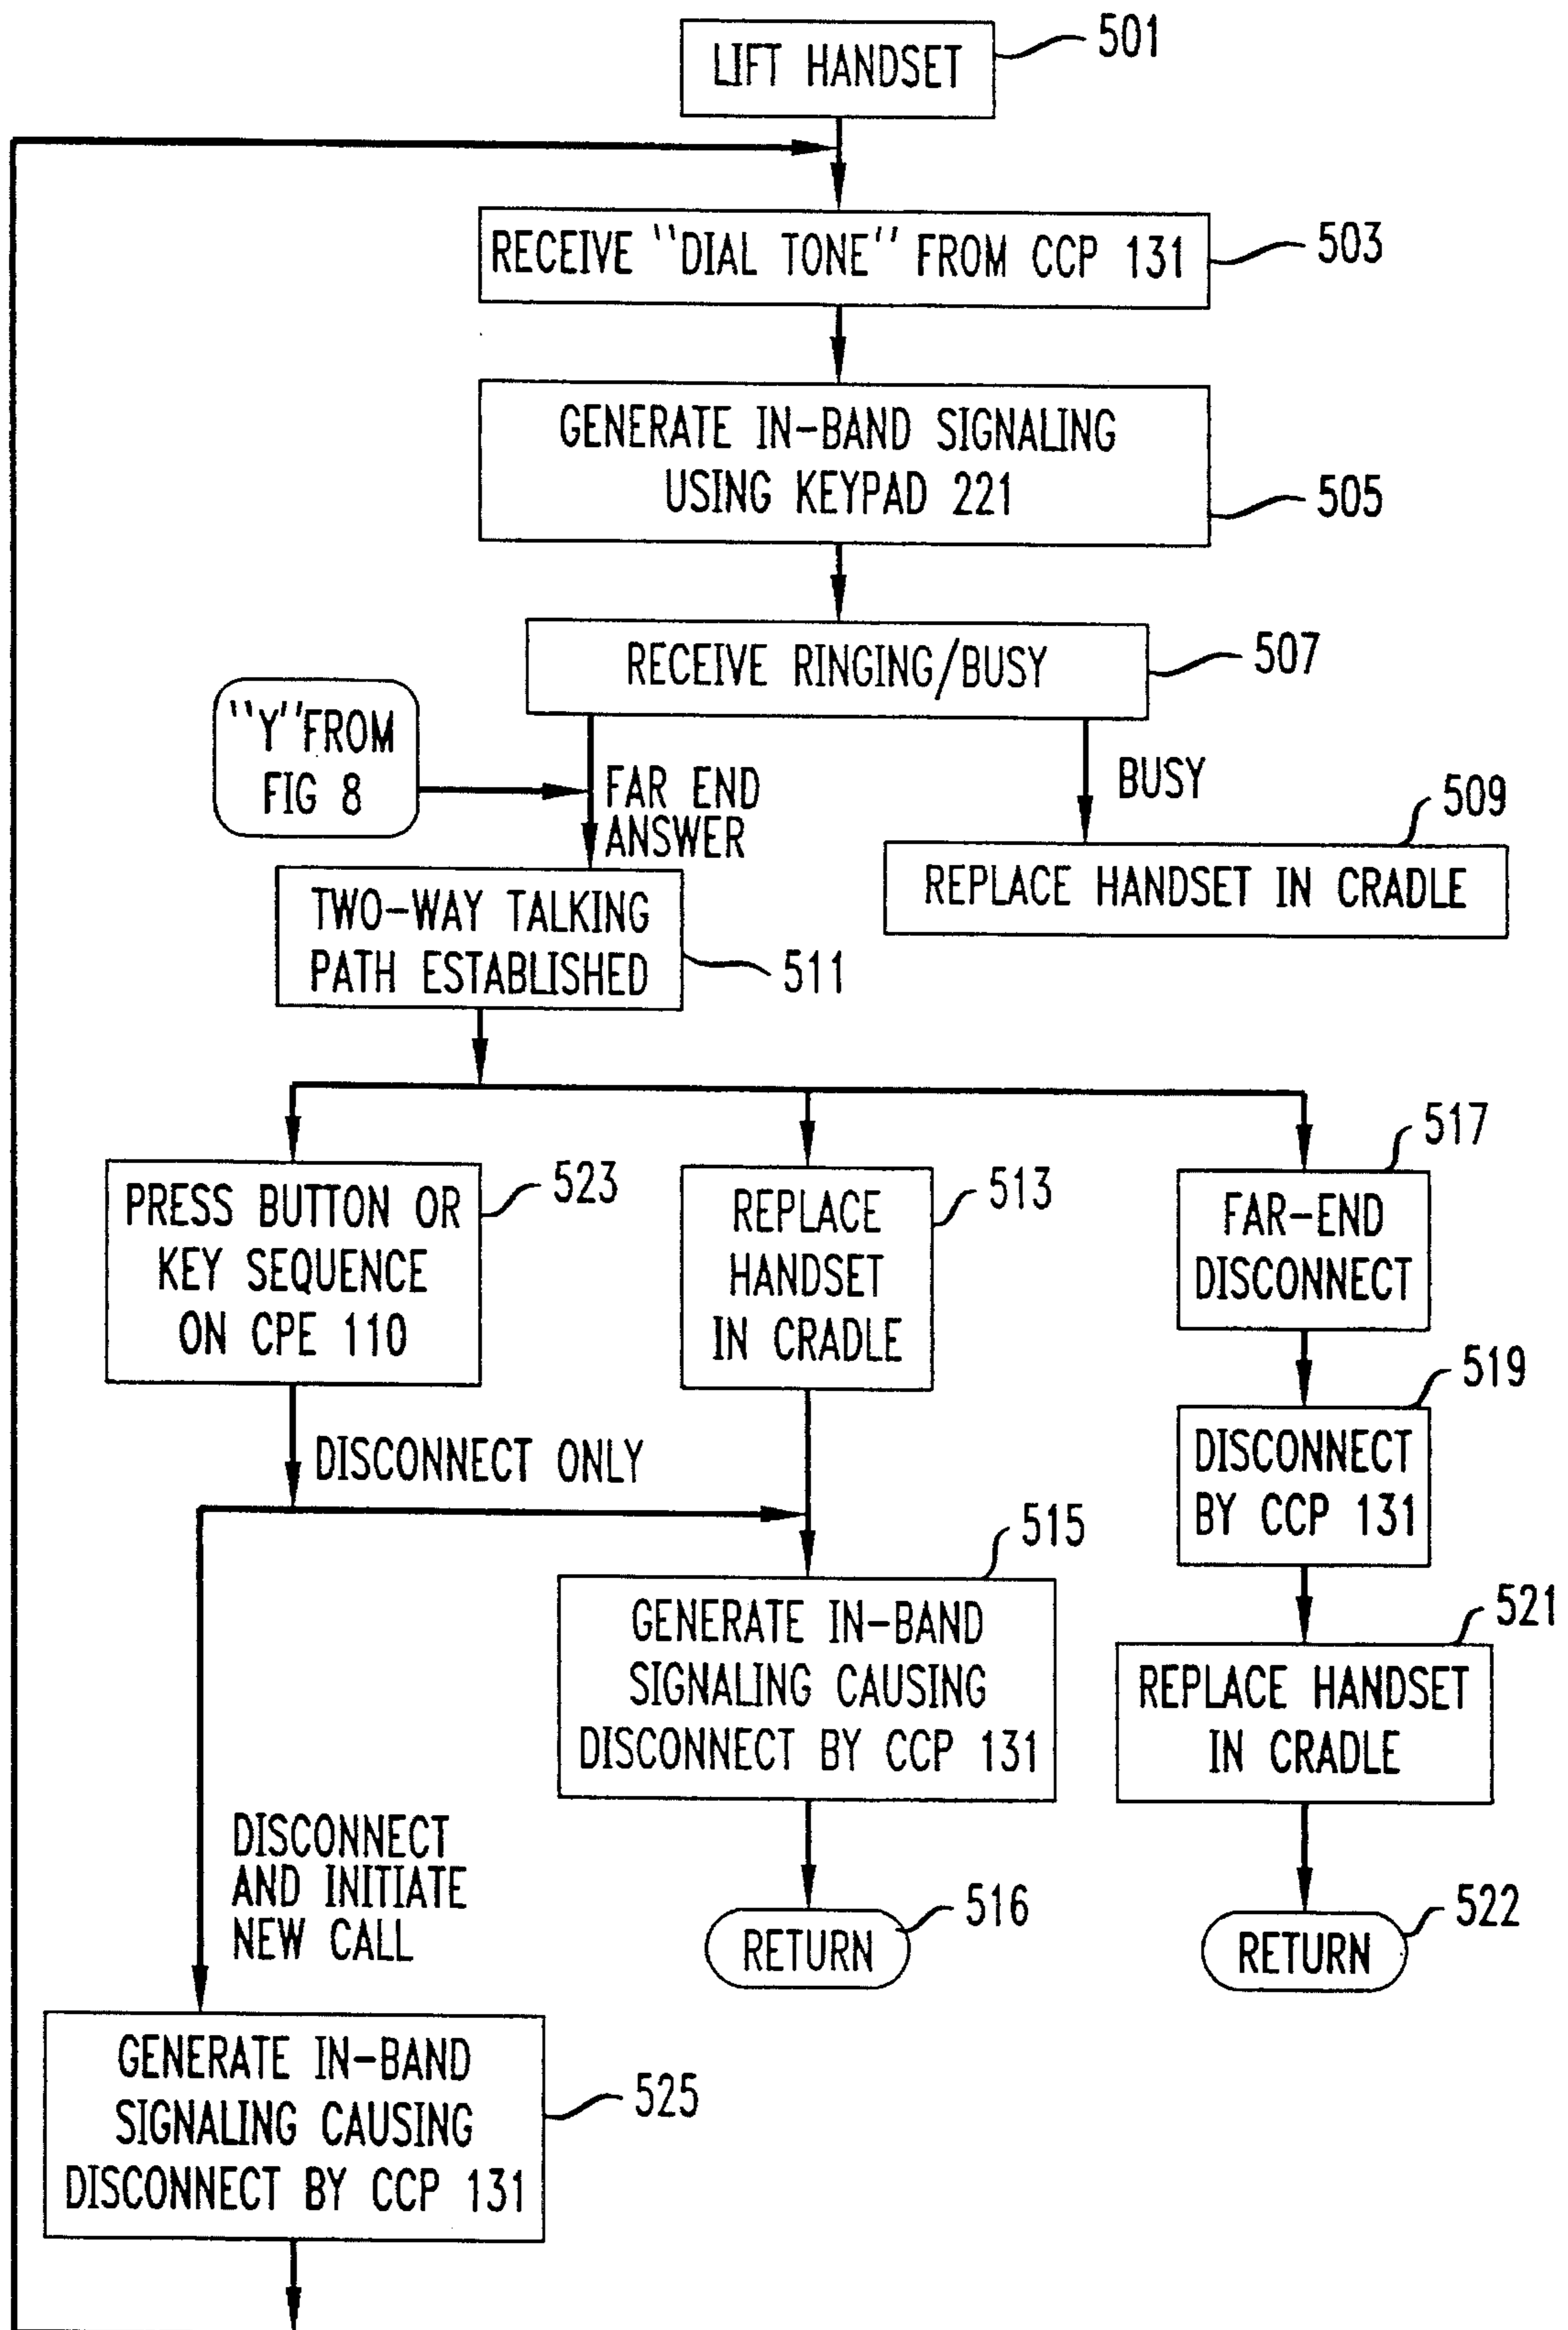 LIFT HANDSET
501
RECEIVE "DIAL TONE" FROM CCP 131
503
GENERATE IN-BAND SIGNALING
USING KEYPAD 221
505
RECEIVE RINGING/BUSY
507
"Y" FROM
FIG 8
FAR END
ANSWER
BUSY
509
REPLACE HANDSET IN CRADLE
TWO-WAY TALKING
PATH ESTABLISHED
511
PRESS BUTTON OR
KEY SEQUENCE
ON CPE 110
523
REPLACE
HANDSET
IN CRADLE
513
517
FAR-END
DISCONNECT
519
DISCONNECT
BY CCP 131
DISCONNECT ONLY
515
GENERATE IN-BAND
SIGNALING CAUSING
DISCONNECT BY CCP 131
521
REPLACE HANDSET
IN CRADLE
DISCONNECT
AND INITIATE
NEW CALL
RETURN
516
RETURN
522
GENERATE IN-BAND
SIGNALING CAUSING
DISCONNECT BY CCP 131
525